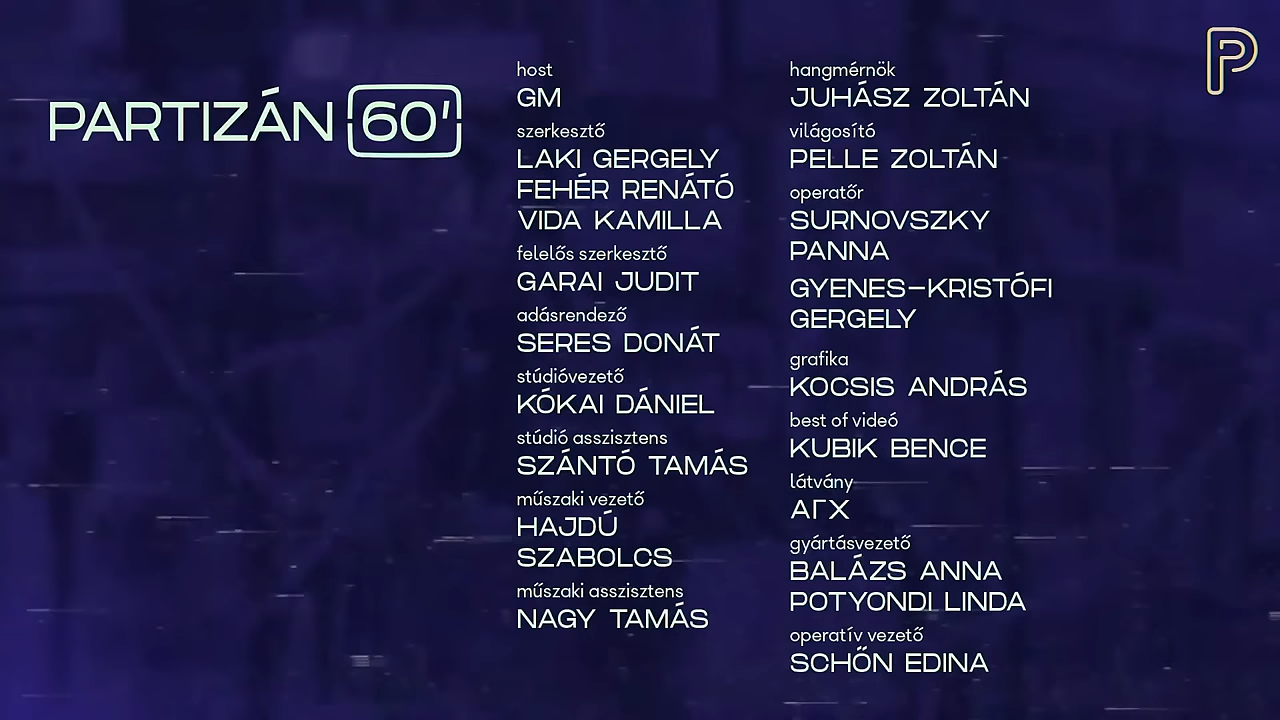 PARTIZÁN 60'
host
GM
szerkesztő
LAKI GERGELY
FEHÉR RENÁTÓ
VIDA KAMILLA
felelős szerkesztő
GARAI JUDIT
adásrendező
SERES DONÁT
stúdióvezető
KÓKAI DÁNIEL
stúdió asszisztens
SZÁNTÓ TAMÁS
műszaki vezető
HAJDÚ
SZABOLCS
műszaki asszisztens
NAGY TAMÁS
hangmérnök
JUHÁSZ ZOLTÁN
világosító
PELLE ZOLTÁN
operatőr
SURNOVSZKY
PANNA
GYENES-KRISTÓFI
GERGELY
grafika
KOCSIS ANDRÁS
best of videó
KUBIK BENCE
látvány
АГХ
gyártásvezető
BALÁZS ANNA
POTYONDI LINDA
operatív vezető
SCHŐN EDINA
P